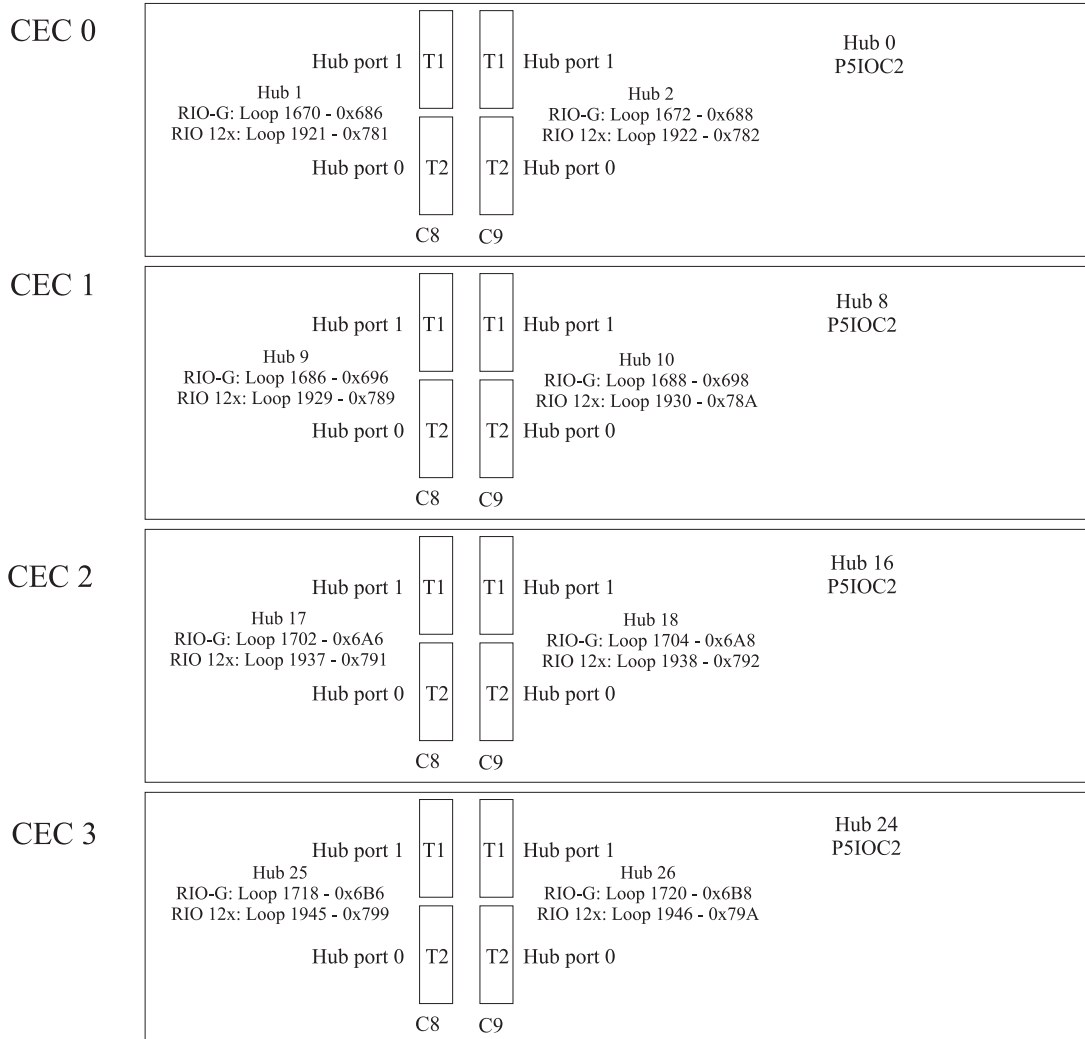 CEC 0
Hub port 1 T1 T1 Hub port 1
Hub 0
P5IOC2
Hub 1
RIO-G: Loop 1670 - 0x686
RIO 12x: Loop 1921 - 0x781
Hub 2
RIO-G: Loop 1672 - 0x688
RIO 12x: Loop 1922 - 0x782
Hub port 0 T2 T2 Hub port 0
C8 C9
CEC 1
Hub port 1 T1 T1 Hub port 1
Hub 8
P5IOC2
Hub 9
RIO-G: Loop 1686 - 0x696
RIO 12x: Loop 1929 - 0x789
Hub 10
RIO-G: Loop 1688 - 0x698
RIO 12x: Loop 1930 - 0x78A
Hub port 0 T2 T2 Hub port 0
C8 C9
CEC 2
Hub port 1 T1 T1 Hub port 1
Hub 16
P5IOC2
Hub 17
RIO-G: Loop 1702 - 0x6A6
RIO 12x: Loop 1937 - 0x791
Hub 18
RIO-G: Loop 1704 - 0x6A8
RIO 12x: Loop 1938 - 0x792
Hub port 0 T2 T2 Hub port 0
C8 C9
CEC 3
Hub port 1 T1 T1 Hub port 1
Hub 24
P5IOC2
Hub 25
RIO-G: Loop 1718 - 0x6B6
RIO 12x: Loop 1945 - 0x799
Hub 26
RIO-G: Loop 1720 - 0x6B8
RIO 12x: Loop 1946 - 0x79A
Hub port 0 T2 T2 Hub port 0
C8 C9